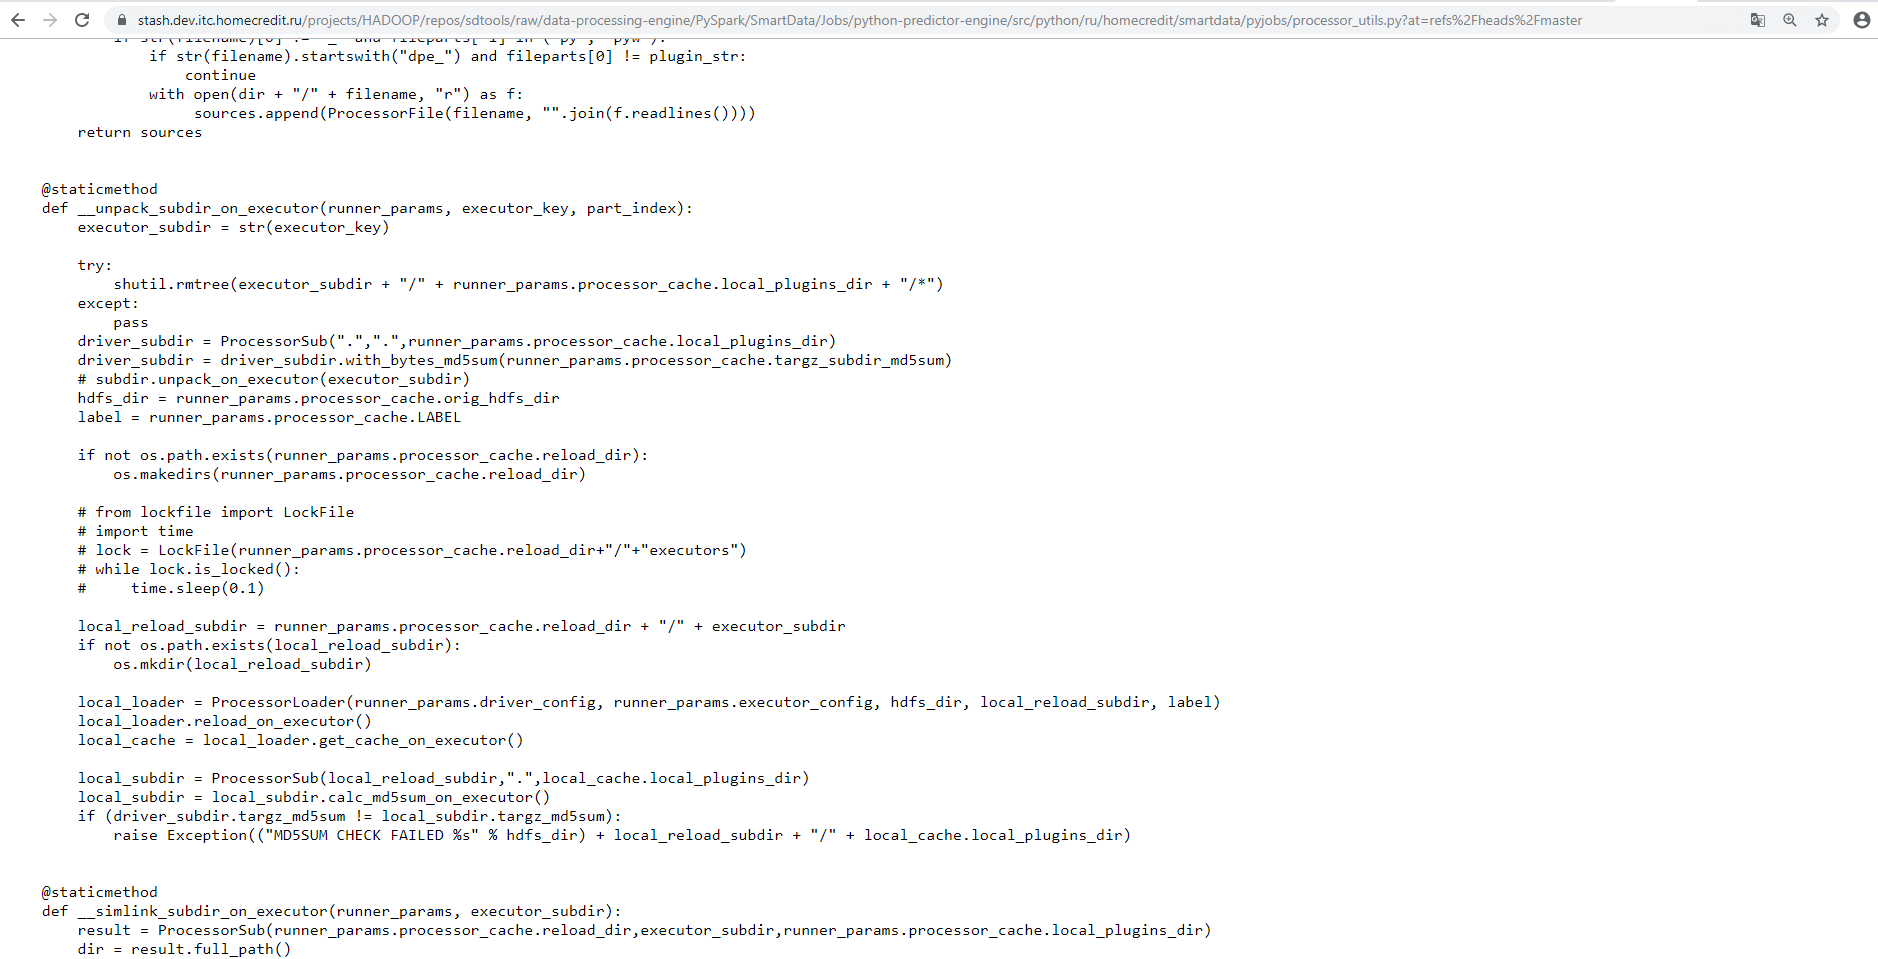 stash.dev.itc.homecredit.ru/projects/HADOOP/repos/sdtools/raw/data-processing-engine/PySpark/SmartData/Jobs/python-predictor-engine/src/python/ru/homecredit/smartdata/pyjobs/processor_utils.py?at=refs%2Fheads%2Fmaster
if str(filename).startswith("dpe_") and fileparts[0] != plugin_str:
continue
with open(dir + "/" + filename, "r") as f:
sources.append(ProcessorFile(filename, "".join(f.readlines())))
return sources
@staticmethod
def __unpack_subdir_on_executor(runner_params, executor_key, part_index):
executor_subdir = str(executor_key)
try:
shutil.rmtree(executor_subdir + "/" + runner_params.processor_cache.local_plugins_dir + "/*")
except:
pass
driver_subdir = ProcessorSub(".",".",runner_params.processor_cache.local_plugins_dir)
driver_subdir = driver_subdir.with_bytes_md5sum(runner_params.processor_cache.targz_subdir_md5sum)
# subdir.unpack_on_executor(executor_subdir)
hdfs_dir = runner_params.processor_cache.orig_hdfs_dir
label = runner_params.processor_cache.LABEL
if not os.path.exists(runner_params.processor_cache.reload_dir):
os.makedirs(runner_params.processor_cache.reload_dir)
# from lockfile import LockFile
# import time
# lock = LockFile(runner_params.processor_cache.reload_dir+"/"+"executors")
# while lock.is_locked():
#     time.sleep(0.1)
local_reload_subdir = runner_params.processor_cache.reload_dir + "/" + executor_subdir
if not os.path.exists(local_reload_subdir):
os.mkdir(local_reload_subdir)
local_loader = ProcessorLoader(runner_params.driver_config, runner_params.executor_config, hdfs_dir, local_reload_subdir, label)
local_loader.reload_on_executor()
local_cache = local_loader.get_cache_on_executor()
local_subdir = ProcessorSub(local_reload_subdir,".",local_cache.local_plugins_dir)
local_subdir = local_subdir.calc_md5sum_on_executor()
if (driver_subdir.targz_md5sum != local_subdir.targz_md5sum):
raise Exception(("MD5SUM CHECK FAILED %s" % hdfs_dir) + local_reload_subdir + "/" + local_cache.local_plugins_dir)
@staticmethod
def __simlink_subdir_on_executor(runner_params, executor_subdir):
result = ProcessorSub(runner_params.processor_cache.reload_dir,executor_subdir,runner_params.processor_cache.local_plugins_dir)
dir = result.full_path()